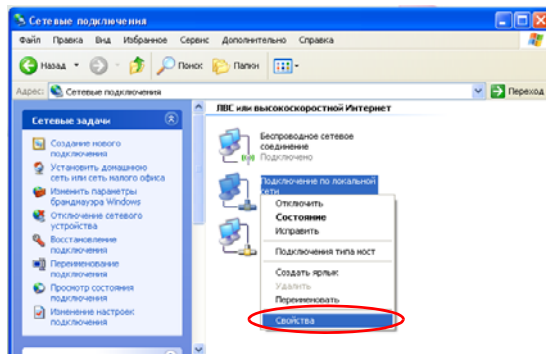 Сетевые подключения
Файл Правка Вид Избранное Сервис Дополнительно Справка
Назад Поиск Папки
Адрес: Сетевые подключения Переход
Сетевые задачи
Создание нового
подключения
Установить домашнюю
сеть или сеть малого офиса
Изменить параметры
брандмауэра Windows
Отключение сетевого
устройства
Восстановление
подключения
Переименование
подключения
Просмотр состояния
подключения
Изменение настроек
подключения
ЛВС или высокоскоростной Интернет
Беспроводное сетевое
соединение
Подключено
Подключение по локальной
сети
Отключить
Состояние
Исправить
Подключения типа мост
Создать ярлык
Удалить
Переименовать
Свойства